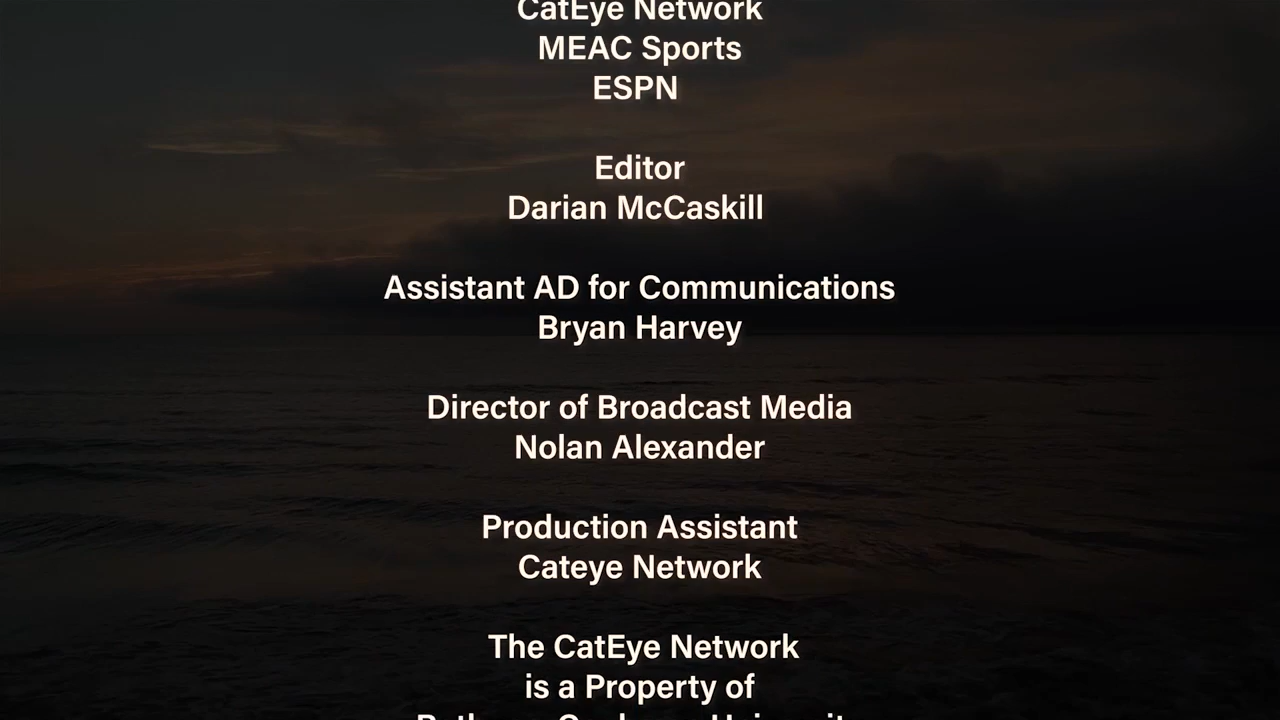 CatEye Network
MEAC Sports
ESPN
Editor
Darian McCaskill
Assistant AD for Communications
Bryan Harvey
Director of Broadcast Media
Nolan Alexander
Production Assistant
Cateye Network
The CatEye Network
is a Property of